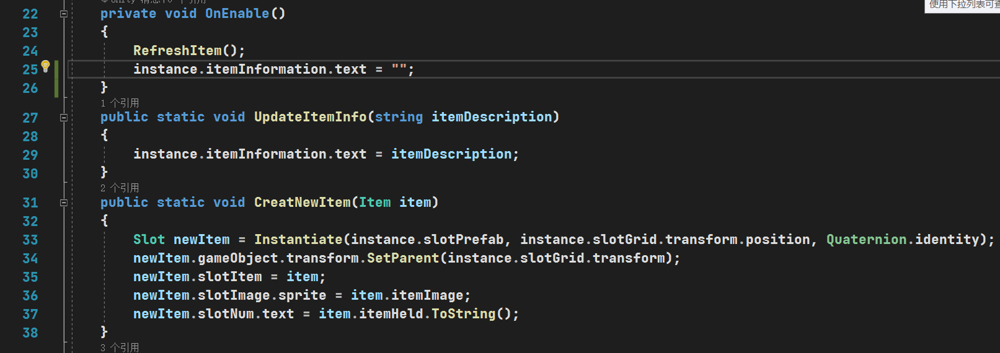 使用下拉列表可查
22 private void OnEnable()
23 {
24 RefreshItem();
25 instance.itemInformation.text = "";
26 }
1 个引用
27 public static void UpdateItemInfo(string itemDescription)
28 {
29 instance.itemInformation.text = itemDescription;
30 }
2 个引用
31 public static void CreatNewItem(Item item)
32 {
33 Slot newItem = Instantiate(instance.slotPrefab, instance.slotGrid.transform.position, Quaternion.identity);
34 newItem.gameObject.transform.SetParent(instance.slotGrid.transform);
35 newItem.slotItem = item;
36 newItem.slotImage.sprite = item.itemImage;
37 newItem.slotNum.text = item.itemHeld.ToString();
38 }
3 个引用